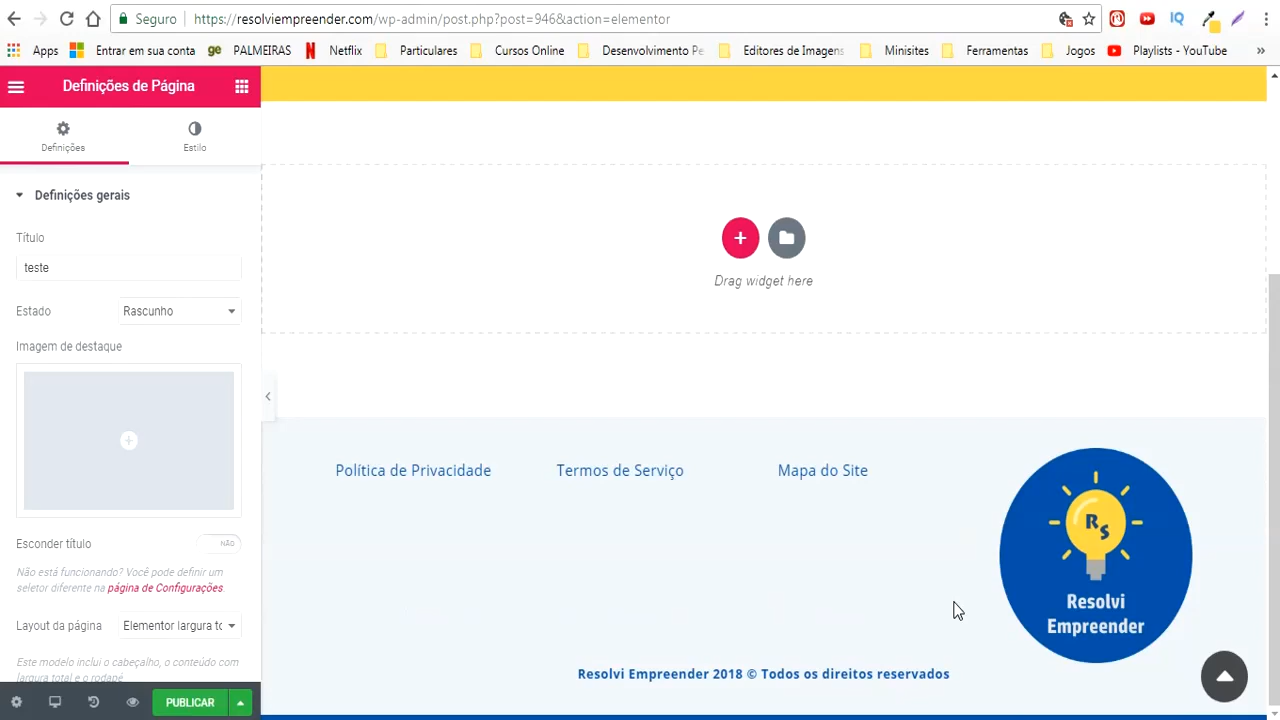 Seguro https://resolviempreender.com/wp-admin/post.php?post=946&action=elementor
Apps Entrar em sua conta ge PALMEIRAS N Netflix Particulares Cursos Online Desenvolvimento Pe Editores de Imagens Minisites Ferramentas Jogos Playlists - YouTube »
Definições de Página
Definições Estilo
Definições gerais
Título
teste
Estado Rascunho
Imagem de destaque
Esconder título NÃO
Não está funcionando? Você pode definir um
seletor diferente na página de Configurações.
Layout da página Elementor largura to
Este modelo inclui o cabeçalho, o conteúdo com
largura total e o rodapé
PUBLICAR
Drag widget here
Política de Privacidade Termos de Serviço Mapa do Site
RS
Resolvi
Empreender
Resolvi Empreender 2018 © Todos os direitos reservados